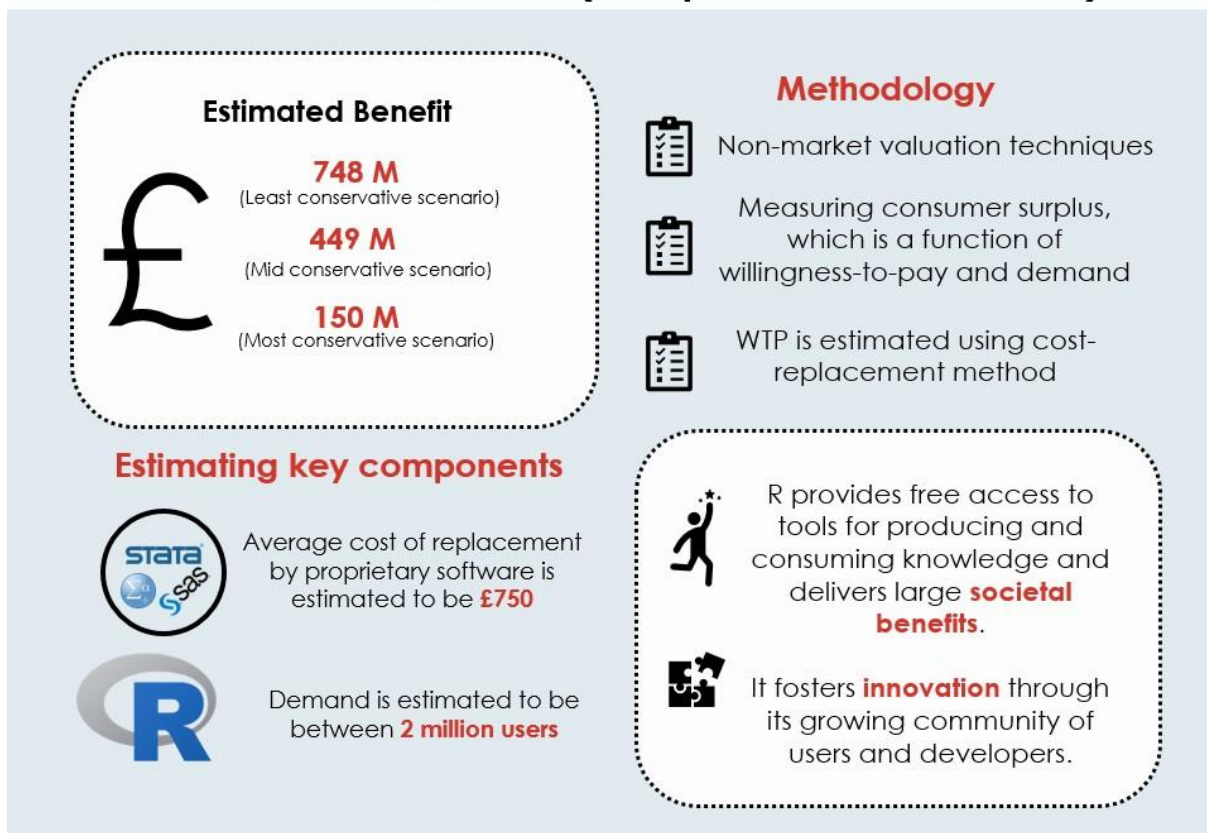 Estimated Benefit
£
748 M
(Least conservative scenario)
449 M
(Mid conservative scenario)
150 M
(Most conservative scenario)
Methodology
Non-market valuation techniques
Measuring consumer surplus,
which is a function of
willingness-to-pay and demand
WTP is estimated using cost-
replacement method
Estimating key components
STATA
Σα
sas
Average cost of replacement
by proprietary software is
estimated to be £750
R
Demand is estimated to be
between 2 million users
R provides free access to
tools for producing and
consuming knowledge and
delivers large societal
benefits.
It fosters innovation through
its growing community of
users and developers.